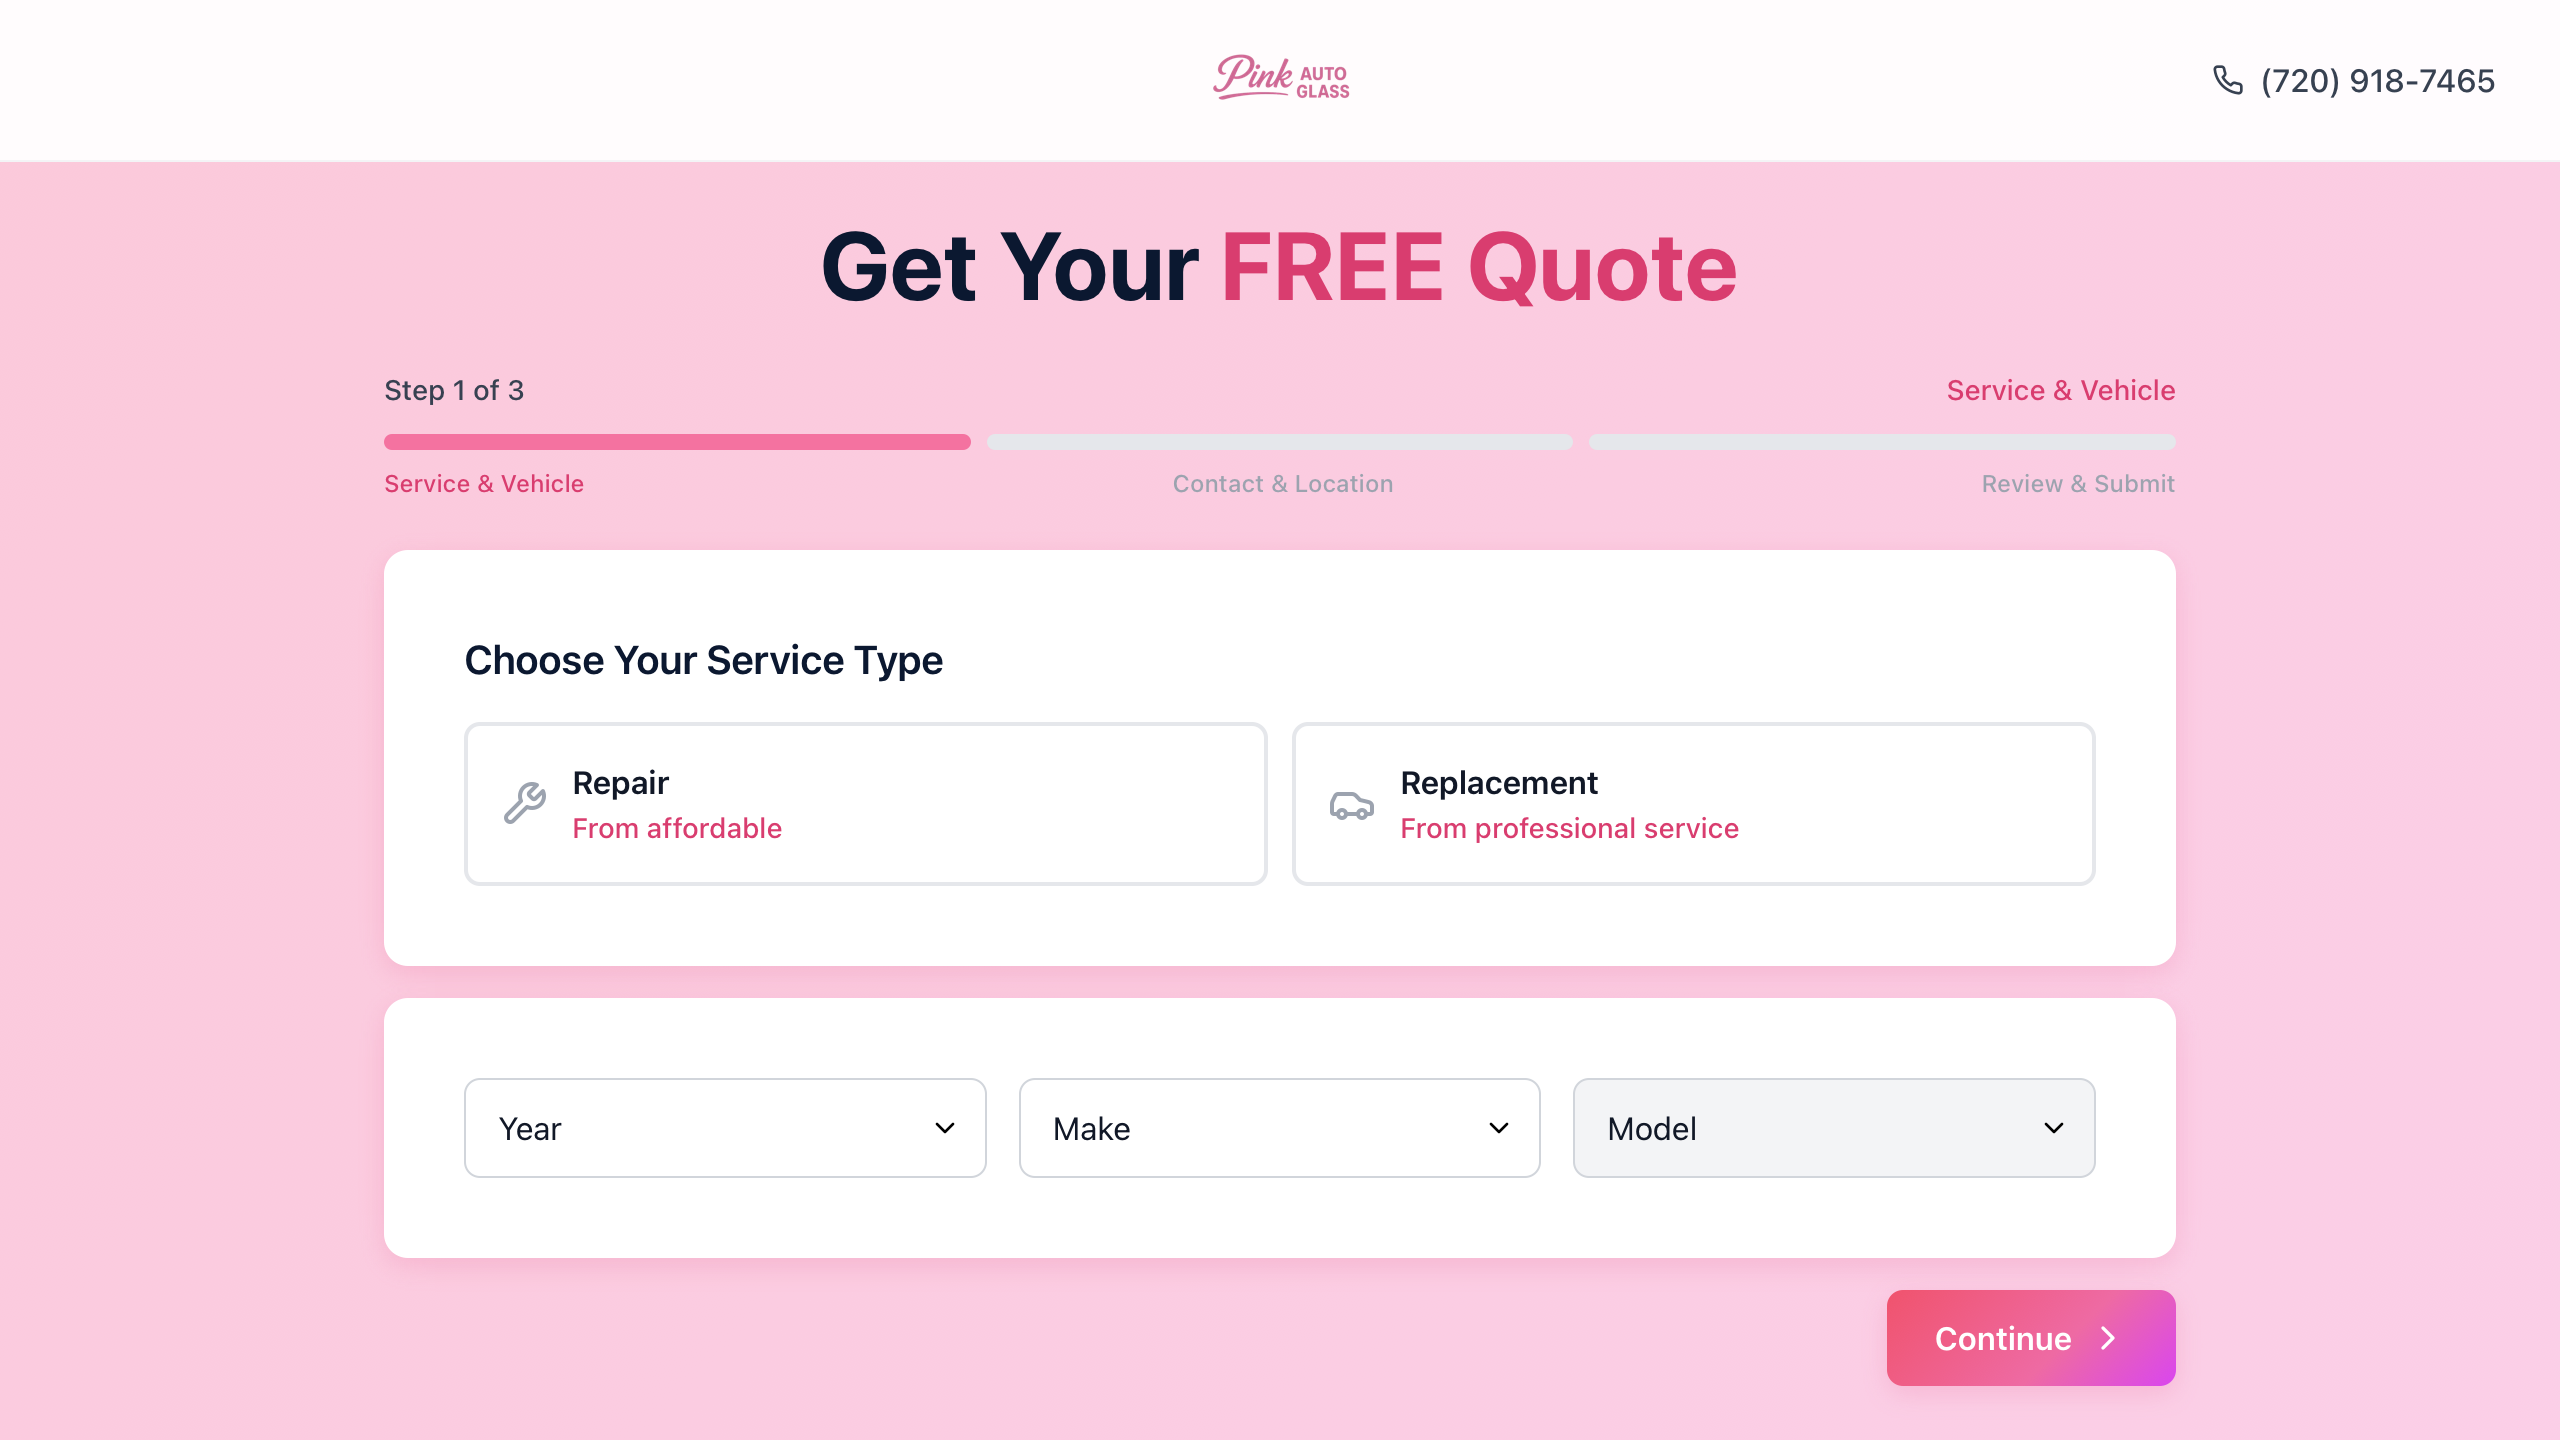 Pink AUTO GLASS
(720) 918-7465
Get Your FREE Quote
Step 1 of 3
Service & Vehicle
Service & Vehicle
Contact & Location
Review & Submit
Choose Your Service Type
Repair
From affordable
Replacement
From professional service
Year
Make
Model
Continue